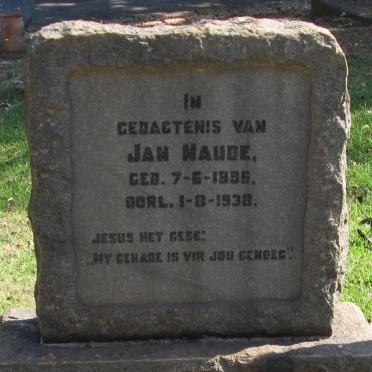 IN
GEDAGTENIS VAN
JAN NAUDE,
GEB. 7-6-1896,
OORL. 1-8-1938.
JESUS HET GESÊ:
„MY GENADE IS VIR JOU GENOEG".